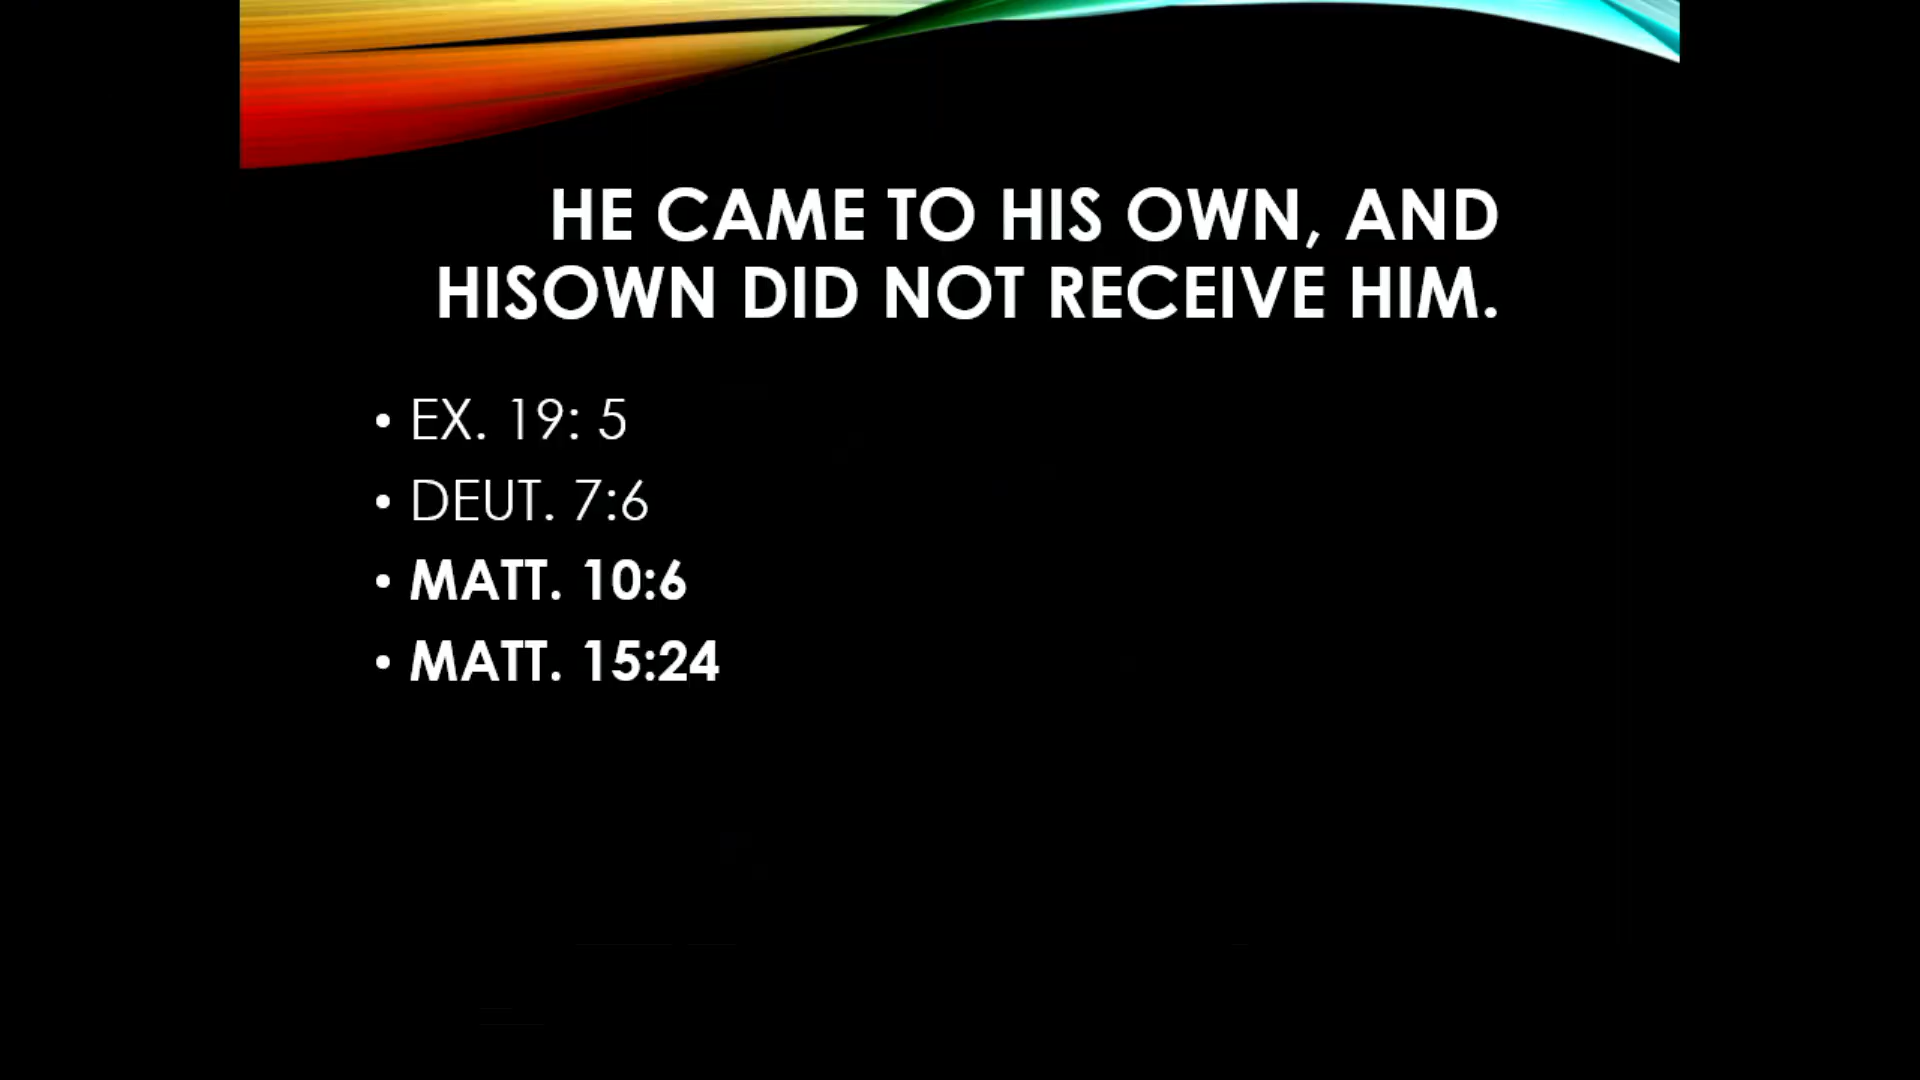 HE CAME TO HIS OWN, AND
HISOWN DID NOT RECEIVE HIM.
• EX. 19: 5
• DEUT. 7:6
• MATT. 10:6
• MATT. 15:24